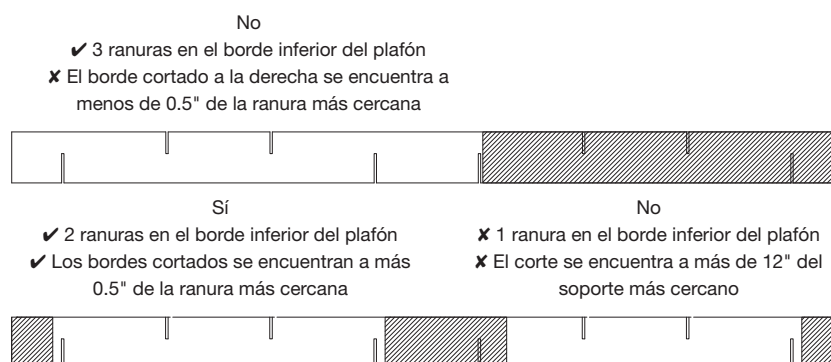 No
✔ 3 ranuras en el borde inferior del plafón
✘ El borde cortado a la derecha se encuentra a
menos de 0.5" de la ranura más cercana
Sí
✔ 2 ranuras en el borde inferior del plafón
✔ Los bordes cortados se encuentran a más
0.5" de la ranura más cercana
No
✘ 1 ranura en el borde inferior del plafón
✘ El corte se encuentra a más de 12" del
soporte más cercano